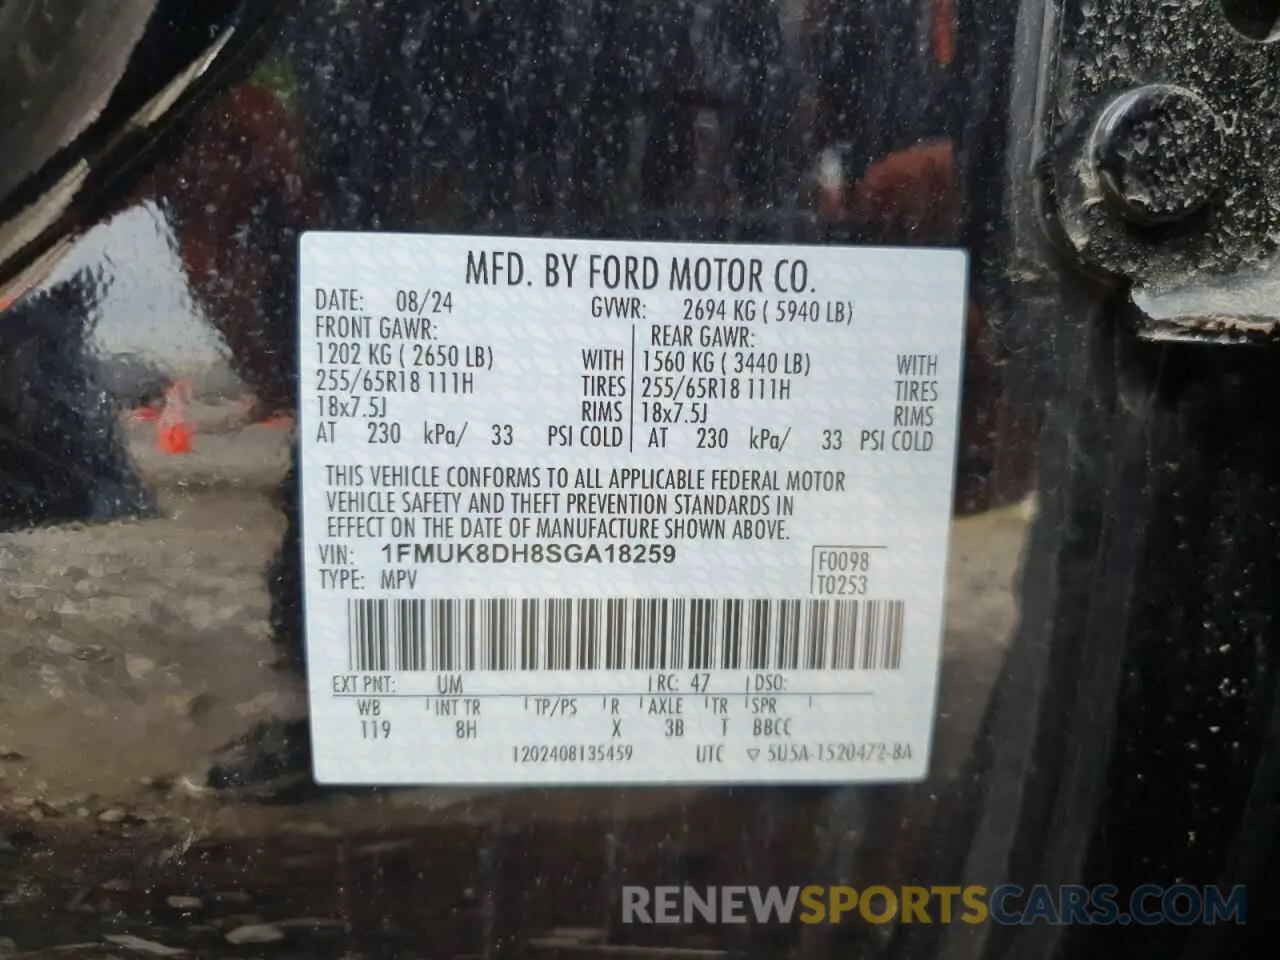 MFD. BY FORD MOTOR CO.
DATE: 08/24 GVWR: 2694 KG ( 5940 LB)
FRONT GAWR: REAR GAWR:
1202 KG ( 2650 LB) WITH 1560 KG ( 3440 LB) WITH
255/65R18 111H TIRES 255/65R18 111H TIRES
18x7.5J RIMS 18x7.5J RIMS
AT 230 kPa/ 33 PSI COLD AT 230 kPa/ 33 PSI COLD
THIS VEHICLE CONFORMS TO ALL APPLICABLE FEDERAL MOTOR
VEHICLE SAFETY AND THEFT PREVENTION STANDARDS IN
EFFECT ON THE DATE OF MANUFACTURE SHOWN ABOVE.
VIN: 1FMUK8DH8SGA18259 F0098
TYPE: MPV T0253
EXT PNT: UM RC: 47 DSO:
WB INT TR TP/PS R AXLE TR SPR
119 8H X 3B T BBCC
1202408135459 UTC ▽ 5U5A-1520472-BA
RENEWSPORTSCARS.COM